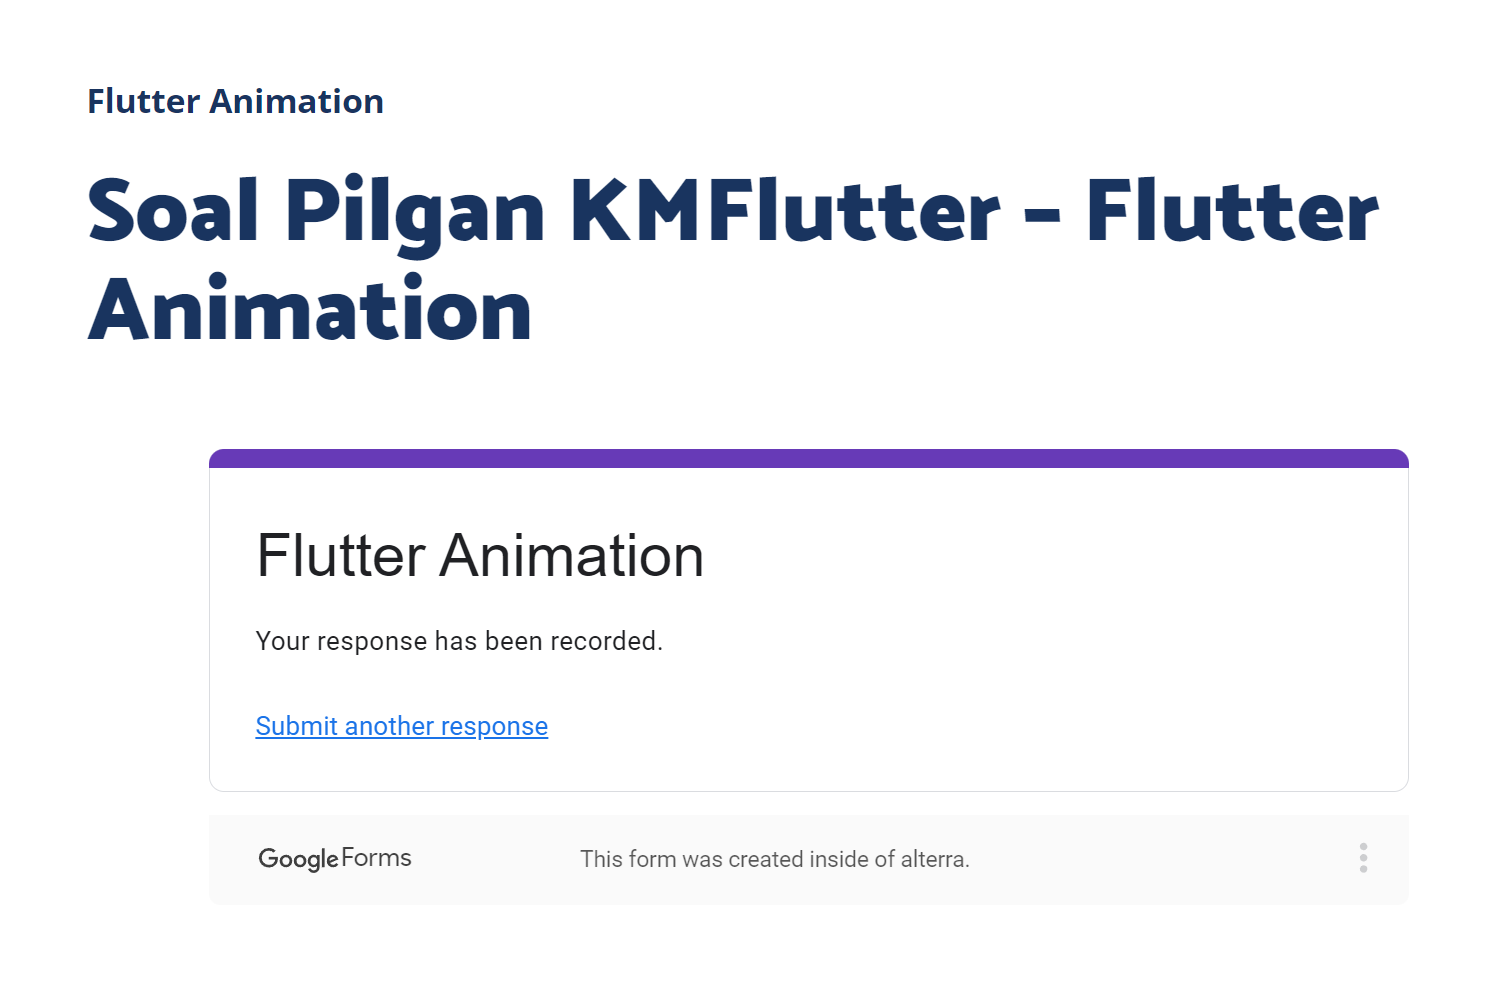 Flutter Animation
Soal Pilgan KMFlutter – Flutter
Animation
Flutter Animation
Your response has been recorded.
Submit another response
Google Forms
This form was created inside of alterra.